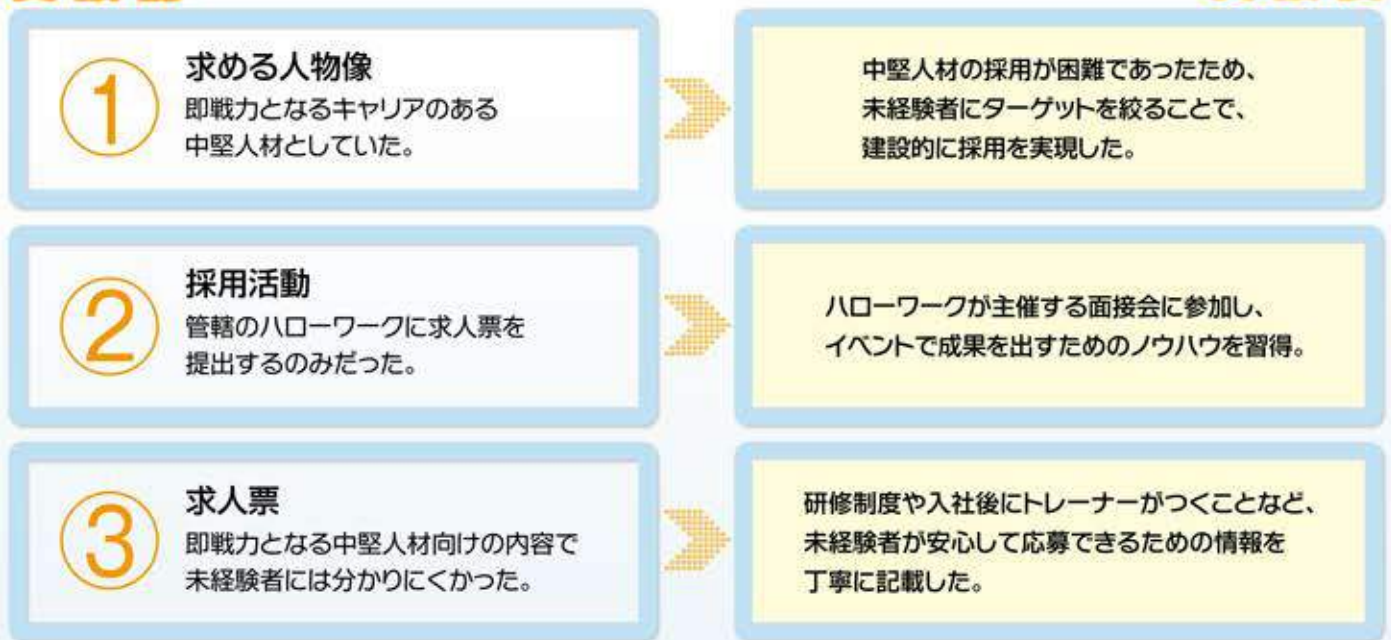 ①
求める人物像
即戦力となるキャリアのある
中堅人材としていた。
中堅人材の採用が困難であったため、
未経験者にターゲットを絞ることで、
建設的に採用を実現した。
②
採用活動
管轄のハローワークに求人票を
提出するのみだった。
ハローワークが主催する面接会に参加し、
イベントで成果を出すためのノウハウを習得。
③
求人票
即戦力となる中堅人材向けの内容で
未経験者には分かりにくかった。
研修制度や入社後にトレーナーがつくことなど、
未経験者が安心して応募できるための情報を
丁寧に記載した。